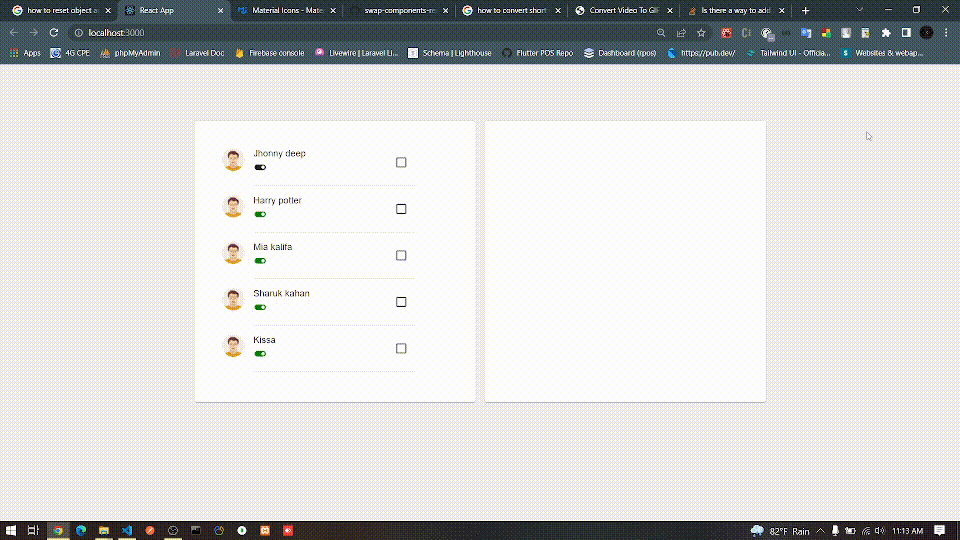 how to reset object a
React App
Material Icons - Mate
swap-components-re
how to convert short
Convert Video To GIF
Is there a way to add
localhost:3000
Apps
4G CPE
phpMyAdmin
Laravel Doc
Firebase console
Livewire | Laravel Li...
Schema | Lighthouse
Flutter POS Repo
Dashboard (rpos)
https://pub.dev/
Tailwind UI - Officia...
Websites & webap...
Jhonny deep
Harry potter
Mia kalifa
Sharuk kahan
Kissa
82°F Rain
11:13 AM